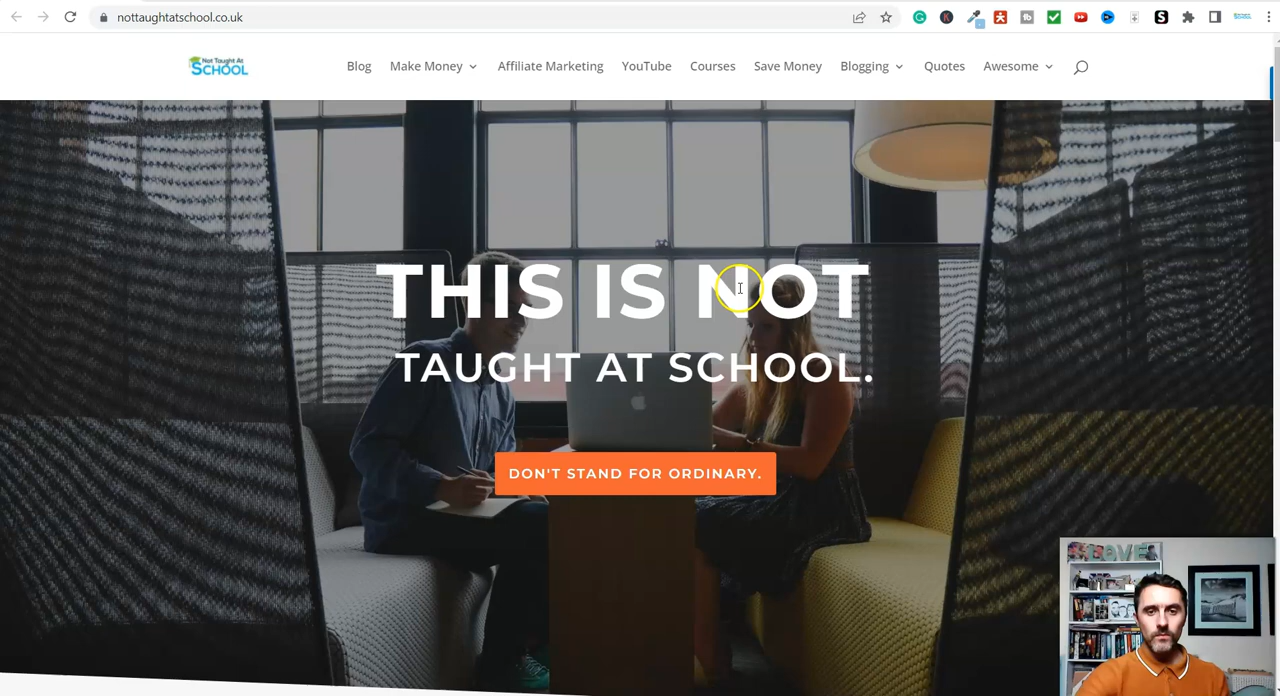 nottaughtatschool.co.uk
Not Taught At
SCHOOL
Blog
Make Money
Affiliate Marketing
YouTube
Courses
Save Money
Blogging
Quotes
Awesome
THIS IS NOT
TAUGHT AT SCHOOL.
DON'T STAND FOR ORDINARY.
LOVE